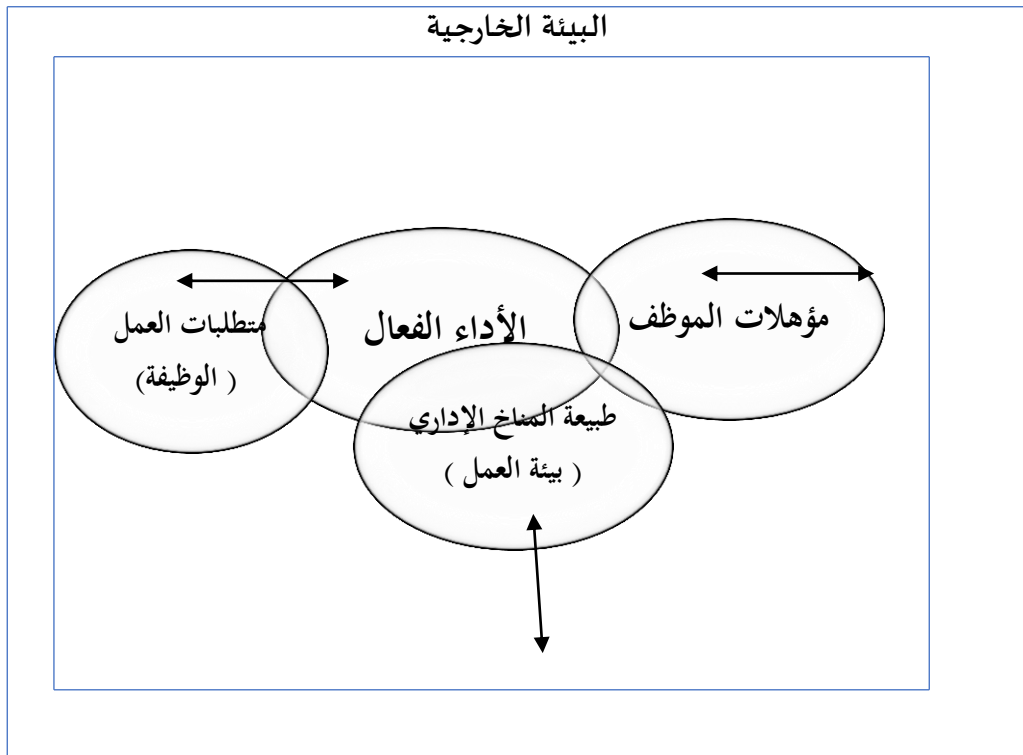 البيئة الخارجية
مؤهلات الموظف
الأداء الفعال
متطلبات العمل
( الوظيفة)
طبيعة المناخ الإداري
( بيئة العمل )